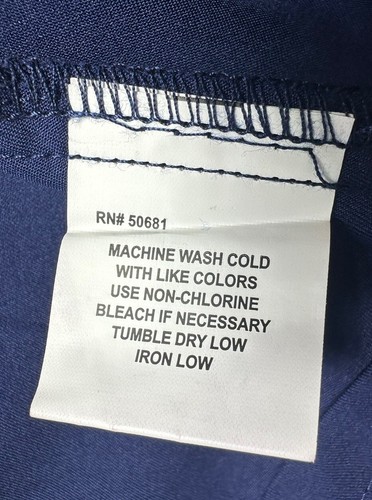 RN# 50681
MACHINE WASH COLD
WITH LIKE COLORS
USE NON-CHLORINE
BLEACH IF NECESSARY
TUMBLE DRY LOW
IRON LOW